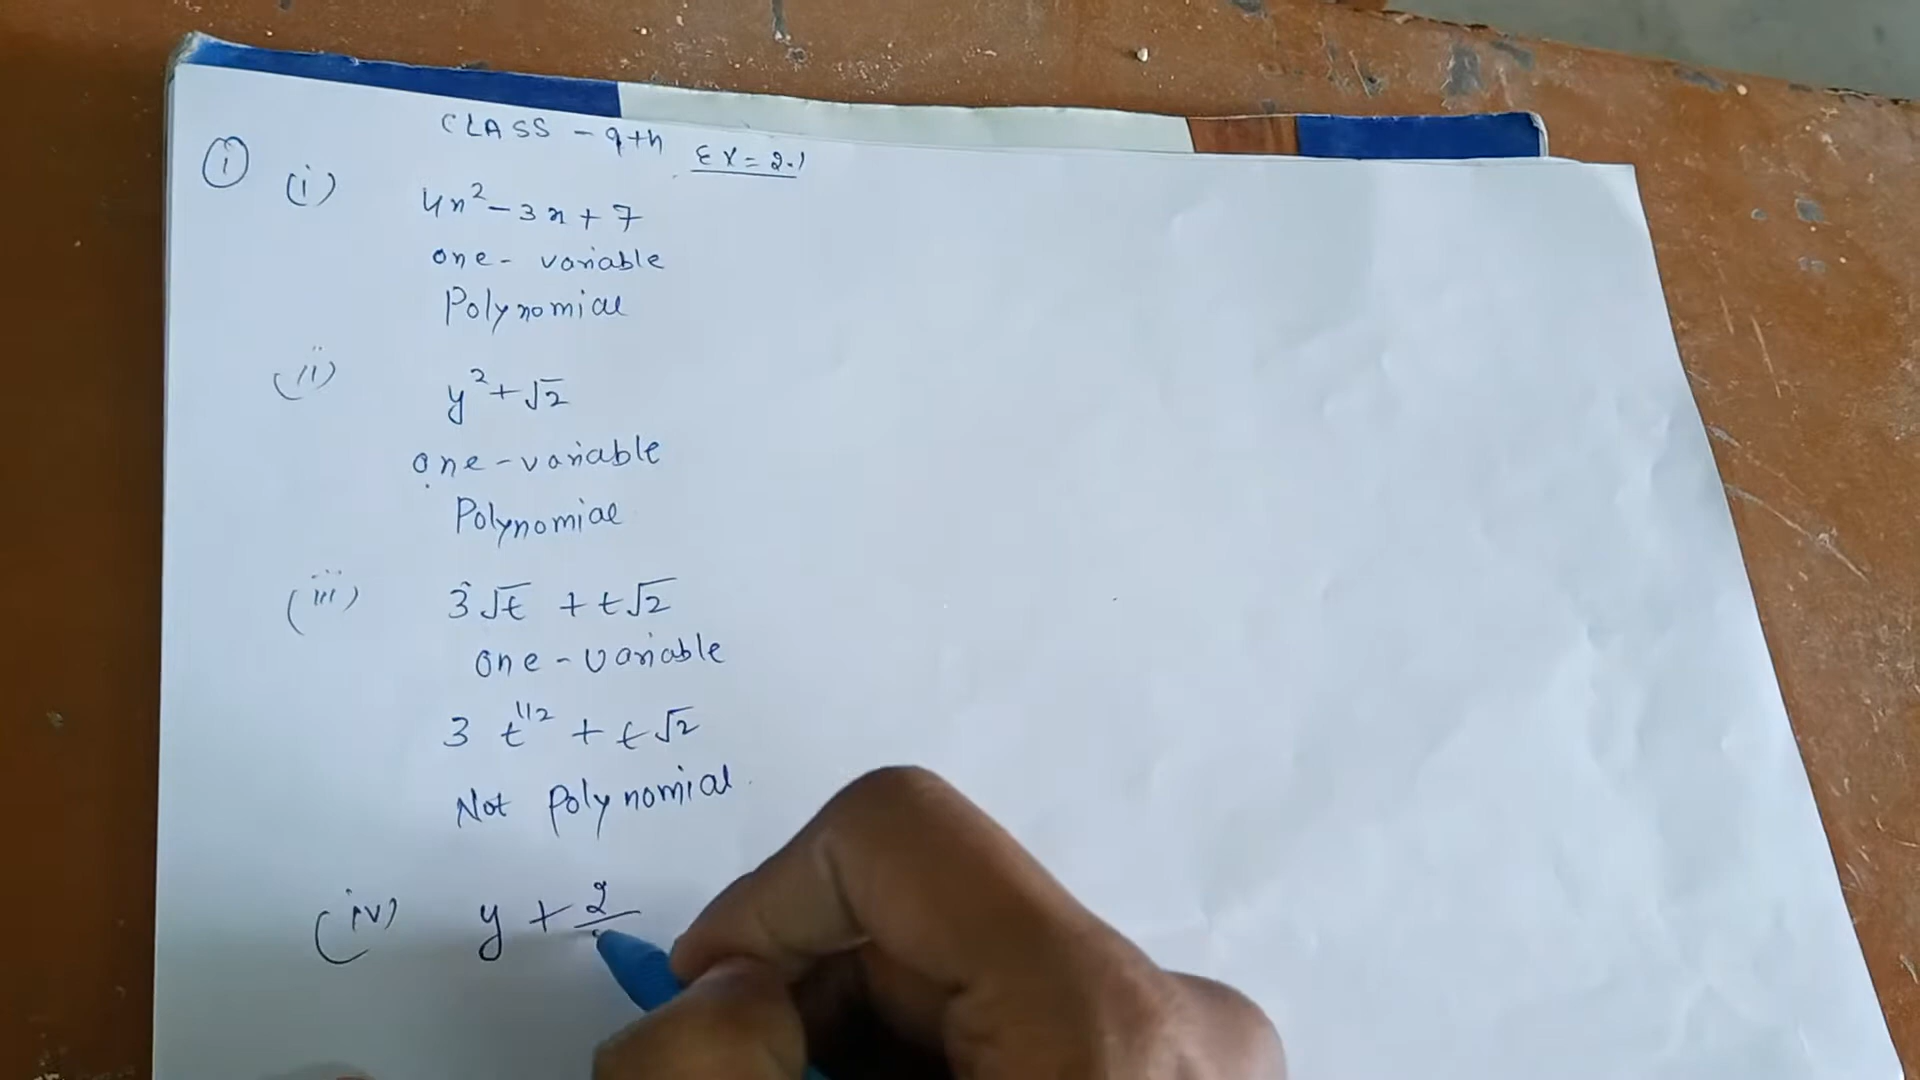 CLASS - 9th
Ex = 2.1
① (i) 4x² - 3x + 7
one - variable
Polynomial
(ii) y² + √2
one - variable
Polynomial
(iii) 3√t + t√2
one - variable
3 t^1/2 + t√2
Not Polynomial.
(iv) y + 2/